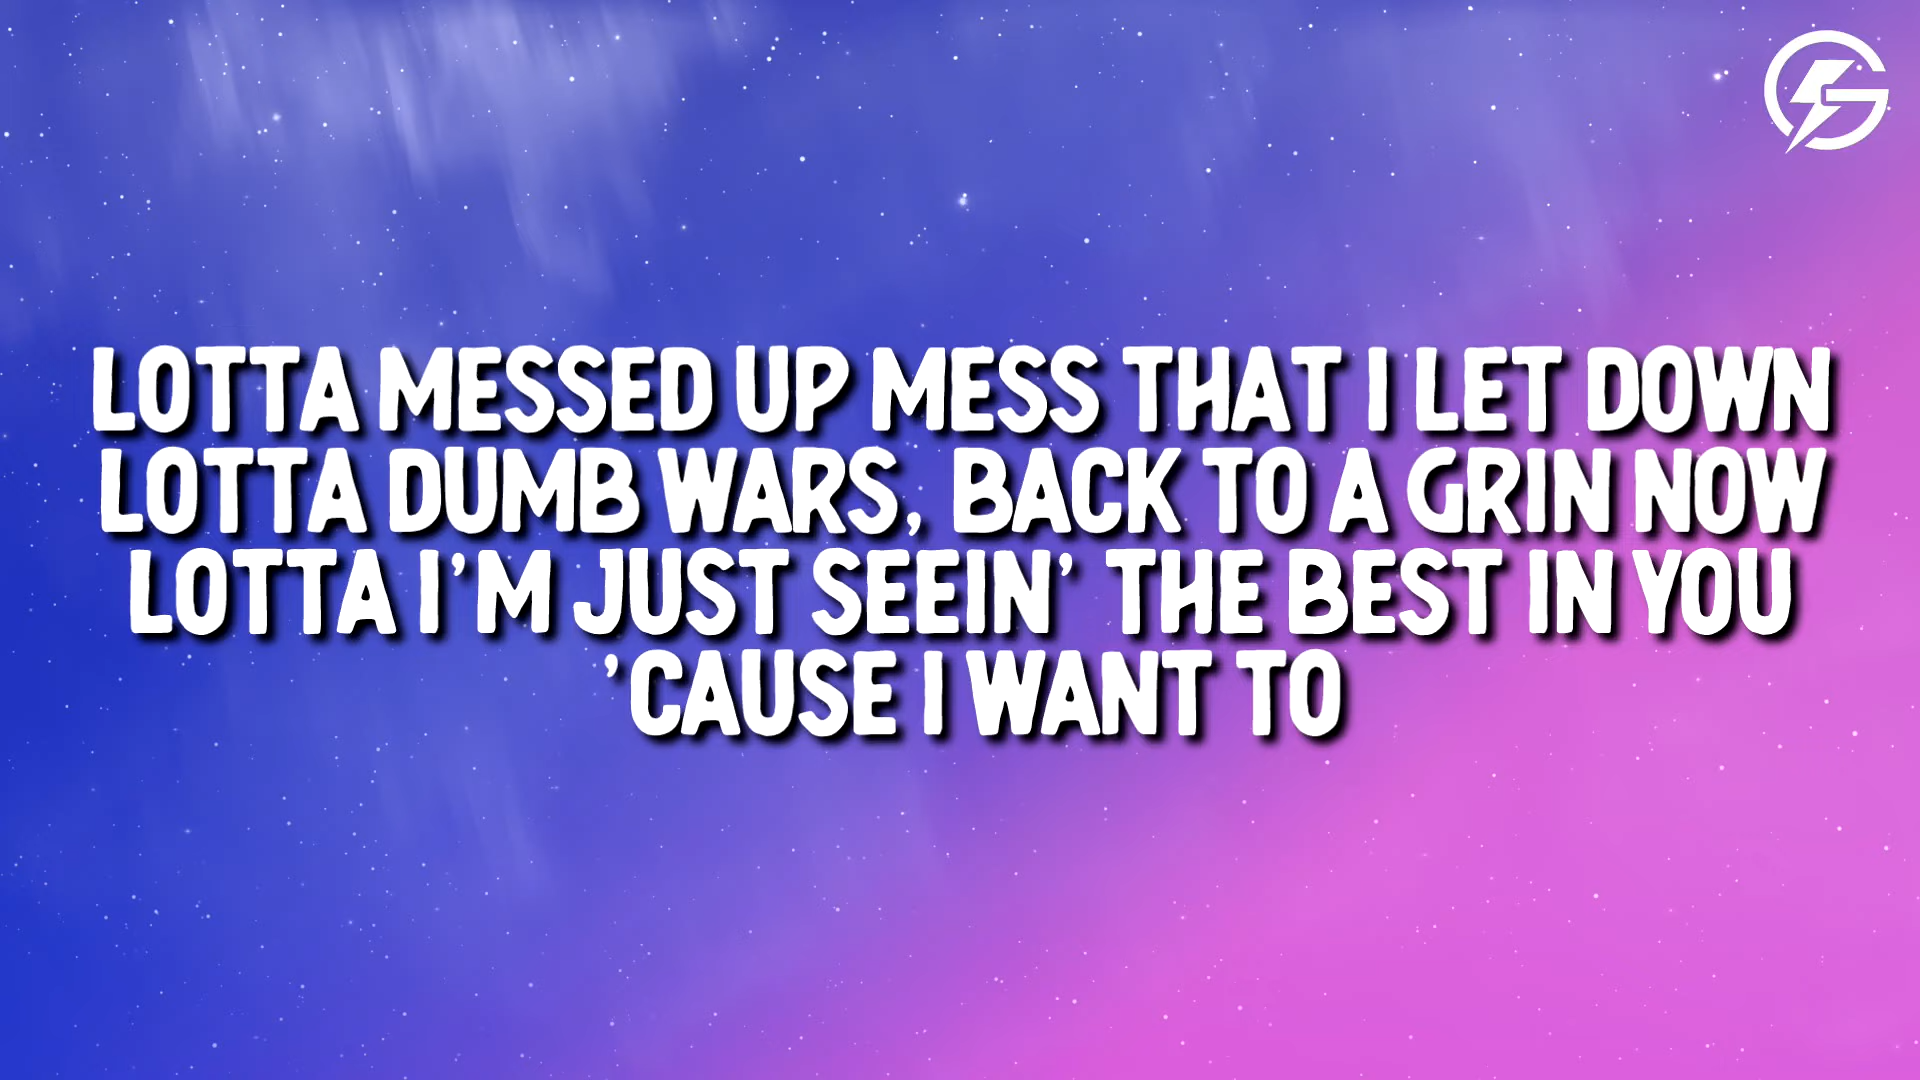 LOTTA MESSED UP MESS THAT I LET DOWN
LOTTA DUMB WARS, BACK TO A GRIN NOW
LOTTA I'M JUST SEEIN' THE BEST IN YOU
'CAUSE I WANT TO